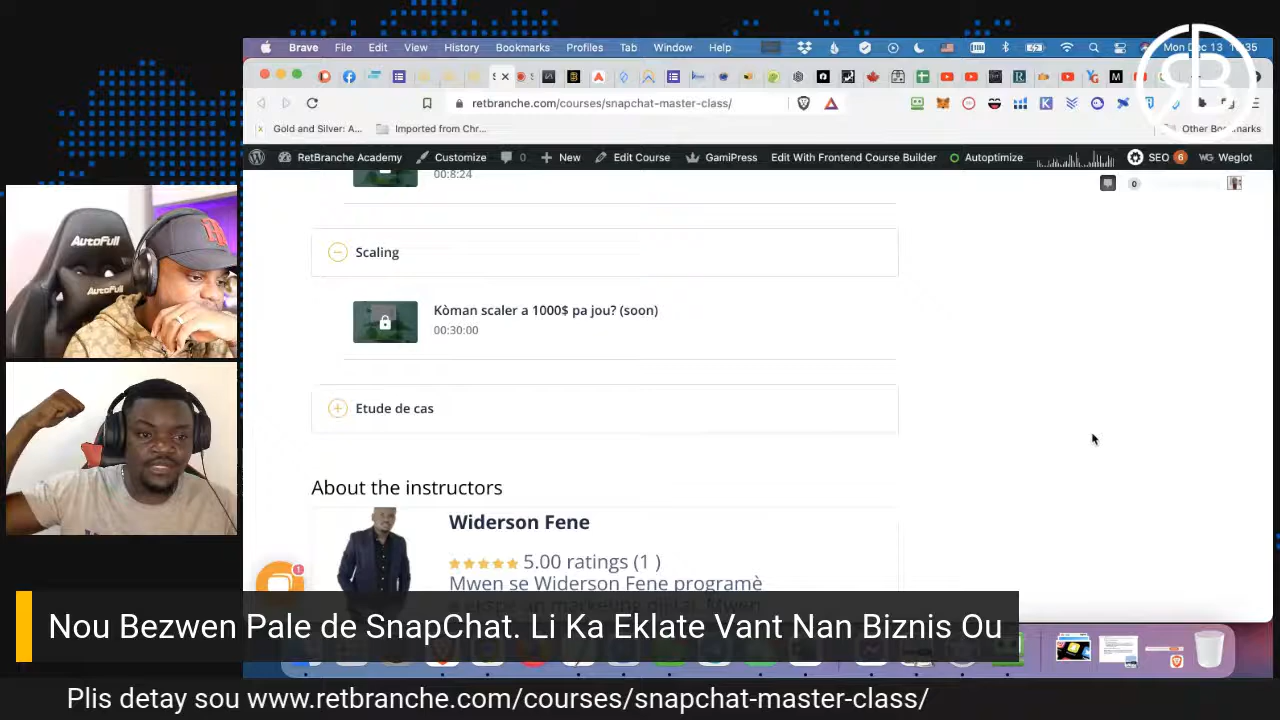 Brave File Edit View History Bookmarks Profiles Tab Window Help Mon Dec 13
retbranche.com/courses/snapchat-master-class/
Gold and Silver: A... Imported from Chr... Other Bookmarks
RetBranche Academy Customize 0 New Edit Course GamiPress Edit With Frontend Course Builder Autoptimize SEO 6 WG Weglot
0
00:8:24
AutoFull
AutoFull
Scaling
Kòman scaler a 1000$ pa jou? (soon)
00:30:00
Etude de cas
About the instructors
Widerson Fene
5.00 ratings (1 )
Mwen se Widerson Fene programè
1
Nou Bezwen Pale de SnapChat. Li Ka Eklate Vant Nan Biznis Ou
Plis detay sou www.retbranche.com/courses/snapchat-master-class/